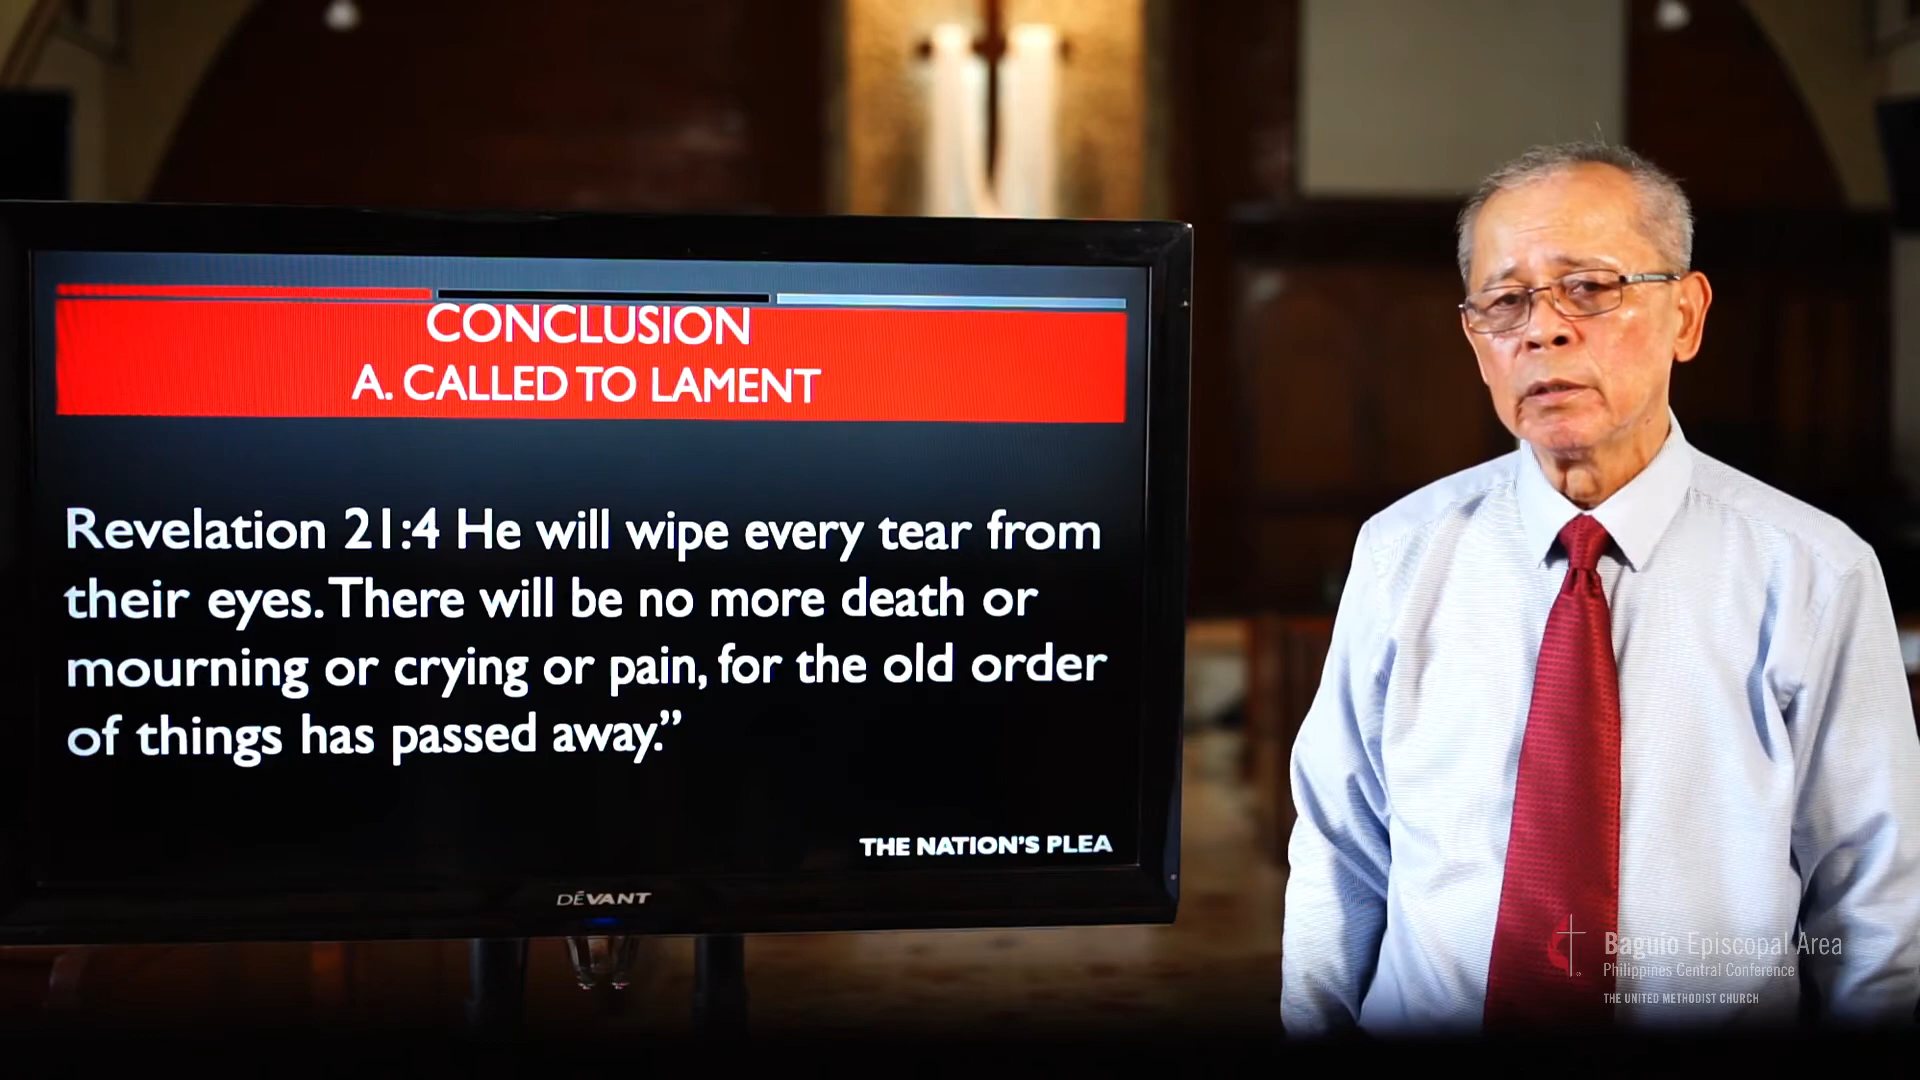 CONCLUSION
A. CALLED TO LAMENT
Revelation 21:4 He will wipe every tear from
their eyes. There will be no more death or
mourning or crying or pain, for the old order
of things has passed away.”
THE NATION’S PLEA
DÉVANT
Baguio Episcopal Area
Philippines Central Conference
THE UNITED METHODIST CHURCH